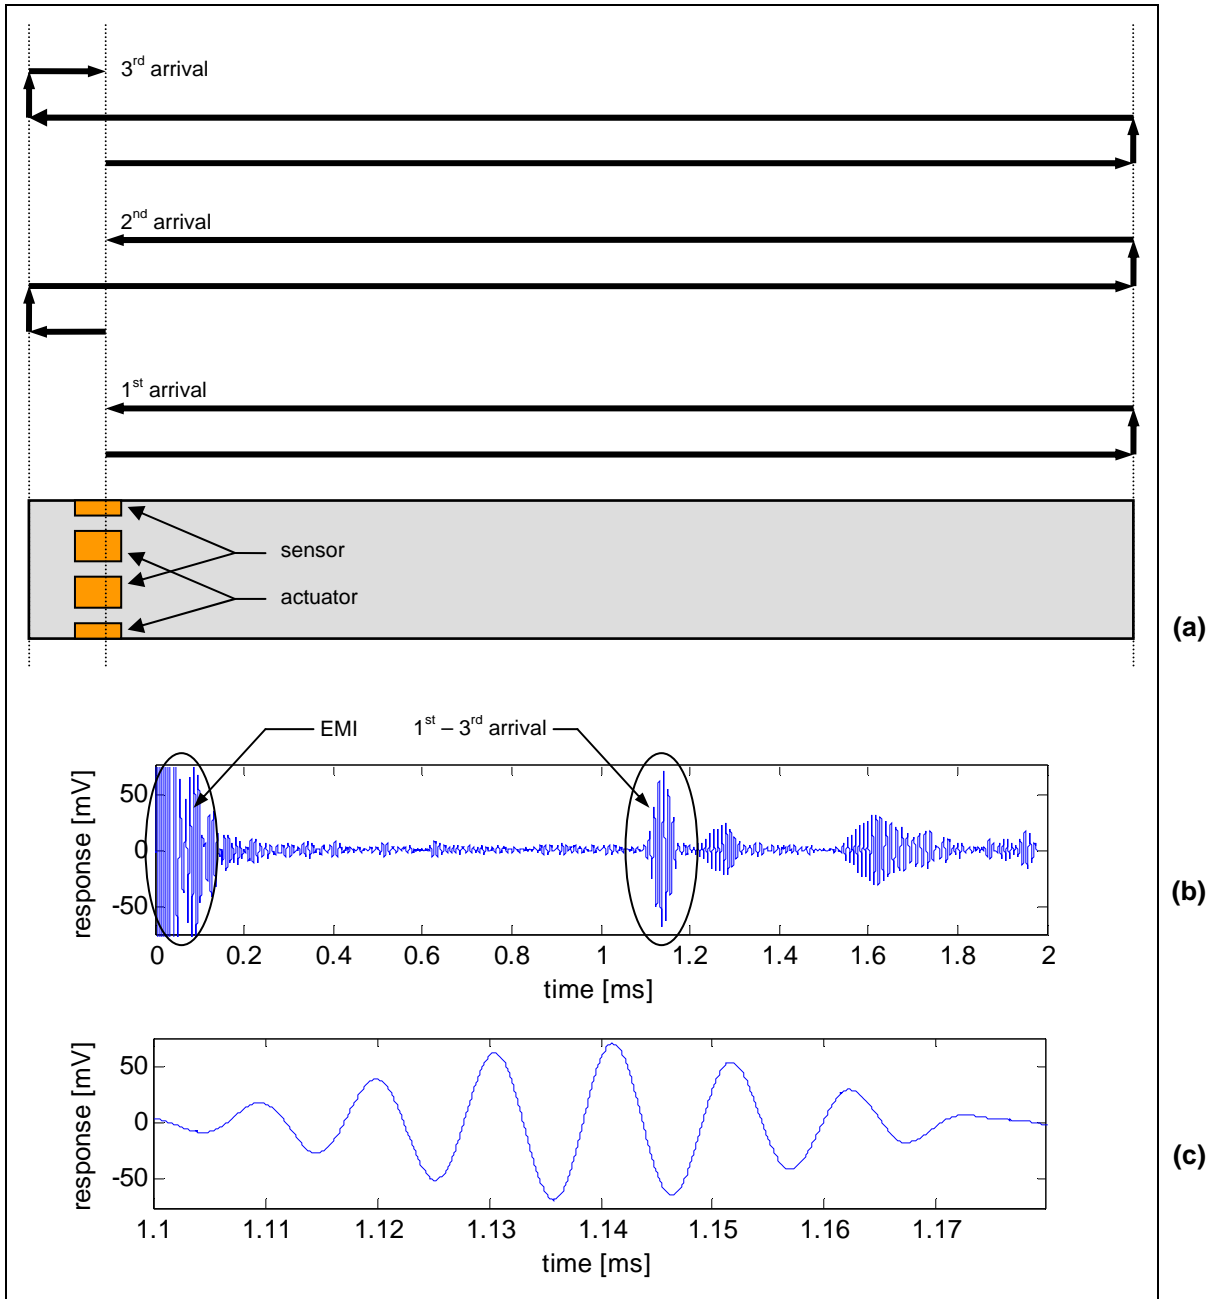 3rd arrival
2nd arrival
1st arrival
sensor
actuator
(a)
EMI
1st – 3rd arrival
response [mV]
50
0
-50
0 0.2 0.4 0.6 0.8 1 1.2 1.4 1.6 1.8 2
time [ms]
(b)
response [mV]
50
0
-50
1.1 1.11 1.12 1.13 1.14 1.15 1.16 1.17
time [ms]
(c)